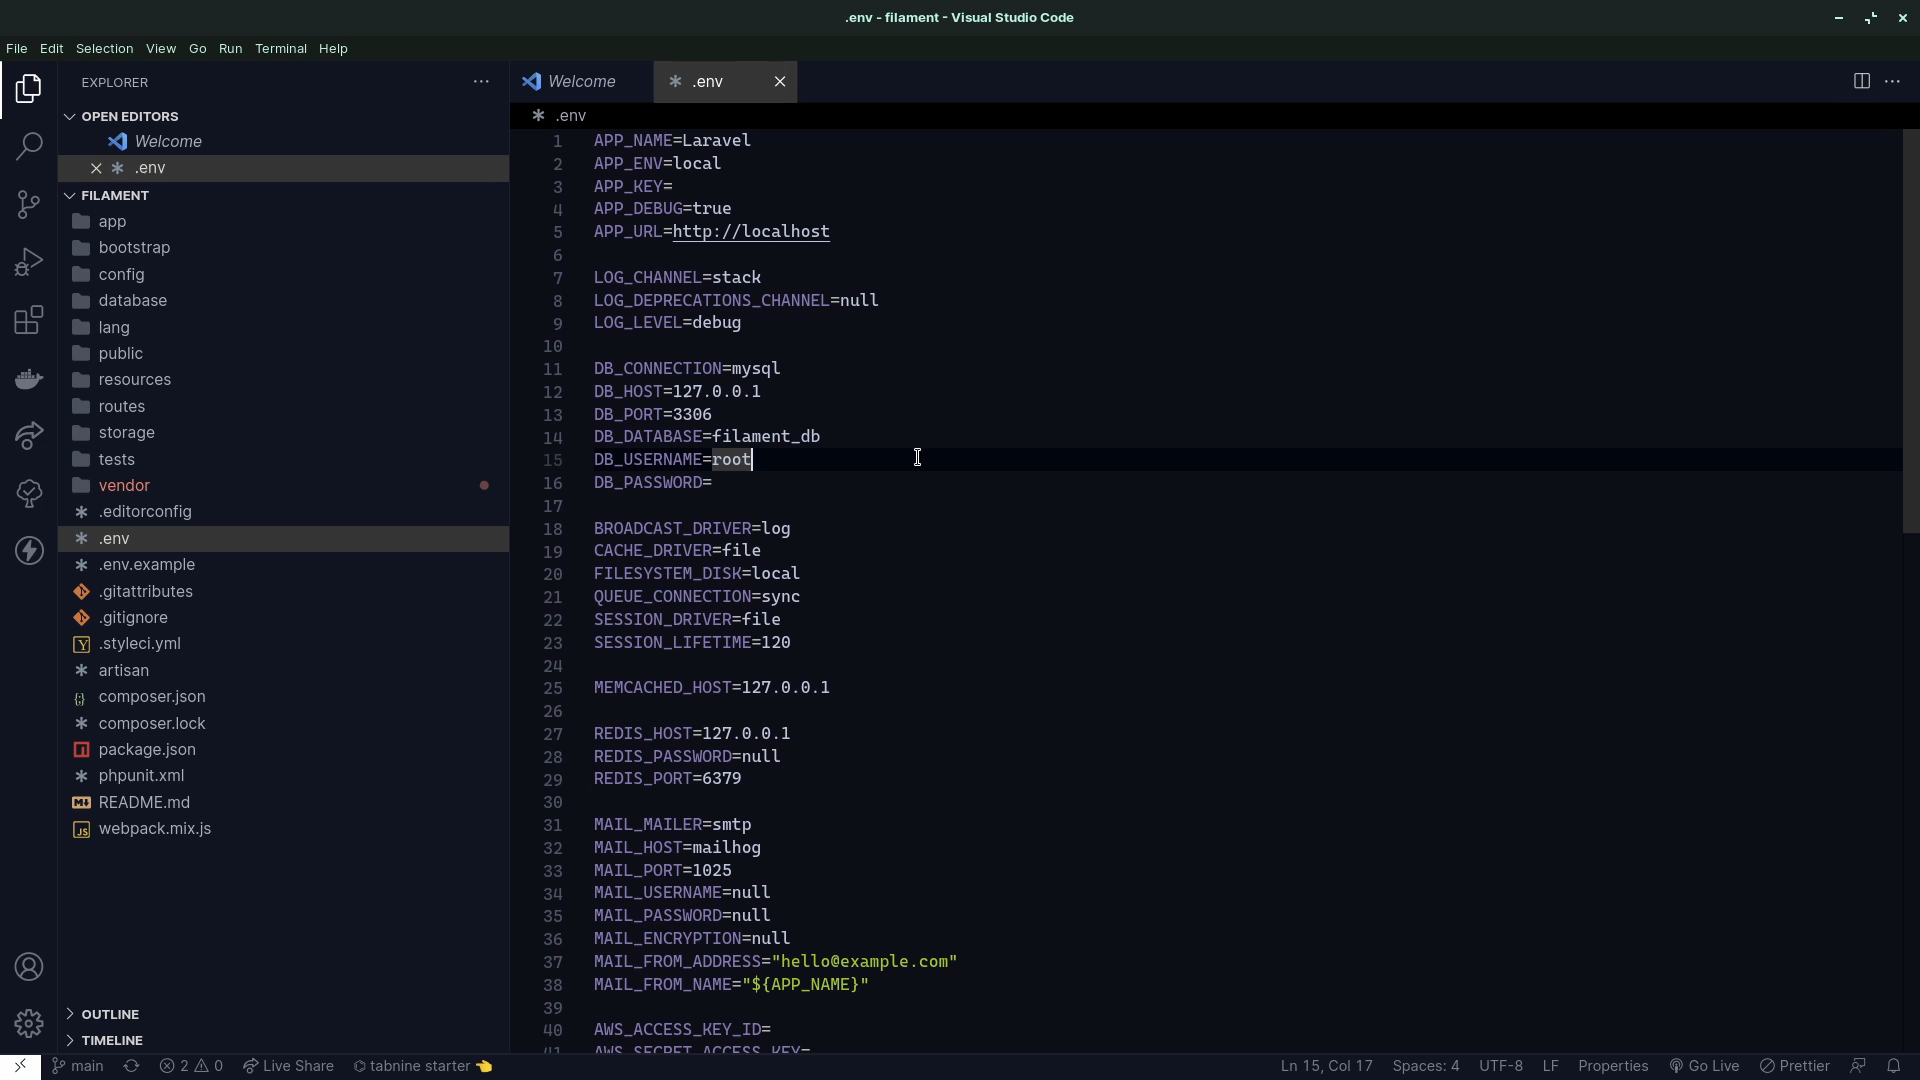 .env - filament - Visual Studio Code
File Edit Selection View Go Run Terminal Help
EXPLORER
OPEN EDITORS
Welcome
.env
FILAMENT
app
bootstrap
config
database
lang
public
resources
routes
storage
tests
vendor
.editorconfig
.env
.env.example
.gitattributes
.gitignore
.styleci.yml
artisan
composer.json
composer.lock
package.json
phpunit.xml
README.md
webpack.mix.js
OUTLINE
TIMELINE
Welcome .env
.env
1 APP_NAME=Laravel
2 APP_ENV=local
3 APP_KEY=
4 APP_DEBUG=true
5 APP_URL=http://localhost
6
7 LOG_CHANNEL=stack
8 LOG_DEPRECATIONS_CHANNEL=null
9 LOG_LEVEL=debug
10
11 DB_CONNECTION=mysql
12 DB_HOST=127.0.0.1
13 DB_PORT=3306
14 DB_DATABASE=filament_db
15 DB_USERNAME=root
16 DB_PASSWORD=
17
18 BROADCAST_DRIVER=log
19 CACHE_DRIVER=file
20 FILESYSTEM_DISK=local
21 QUEUE_CONNECTION=sync
22 SESSION_DRIVER=file
23 SESSION_LIFETIME=120
24
25 MEMCACHED_HOST=127.0.0.1
26
27 REDIS_HOST=127.0.0.1
28 REDIS_PASSWORD=null
29 REDIS_PORT=6379
30
31 MAIL_MAILER=smtp
32 MAIL_HOST=mailhog
33 MAIL_PORT=1025
34 MAIL_USERNAME=null
35 MAIL_PASSWORD=null
36 MAIL_ENCRYPTION=null
37 MAIL_FROM_ADDRESS="hello@example.com"
38 MAIL_FROM_NAME="${APP_NAME}"
39
40 AWS_ACCESS_KEY_ID=
41 AWS_SECRET_ACCESS_KEY=
main 2 0 Live Share tabnine starter 👈 Ln 15, Col 17 Spaces: 4 UTF-8 LF Properties Go Live Prettier